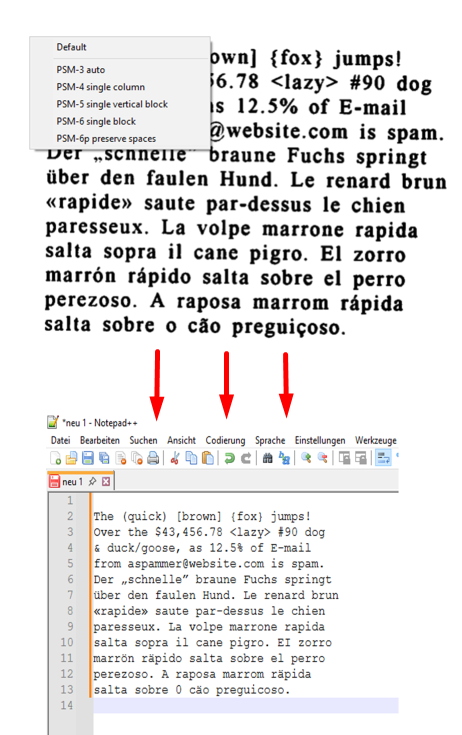 Default
PSM-3 auto
PSM-4 single column
PSM-5 single vertical block
PSM-6 single block
PSM-6p preserve spaces
own] {fox} jumps!
6.78 <lazy> #90 dog
12.5% of E-mail
@website.com is spam.
Der „schnelle” braune Fuchs springt
über den faulen Hund. Le renard brun
«rapide» saute par-dessus le chien
paresseux. La volpe marrone rapida
salta sopra il cane pigro. El zorro
marrón rápido salta sobre el perro
perezoso. A raposa marrom rápida
salta sobre o cão preguiçoso.
*neu 1 - Notepad++
Datei Bearbeiten Suchen Ansicht Codierung Sprache Einstellungen Werkzeuge
neu 1
1
2 The (quick) [brown] {fox} jumps!
3 Over the $43,456.78 <lazy> #90 dog
4 & duck/goose, as 12.5% of E-mail
5 from aspammer@website.com is spam.
6 Der „schnelle” braune Fuchs springt
7 über den faulen Hund. Le renard brun
8 «rapide» saute par-dessus le chien
9 paresseux. La volpe marrone rapida
10 salta sopra il cane pigro. EI zorro
11 marrön räpido salta sobre el perro
12 perezoso. A raposa marrom räpida
13 salta sobre 0 cäo preguicoso.
14